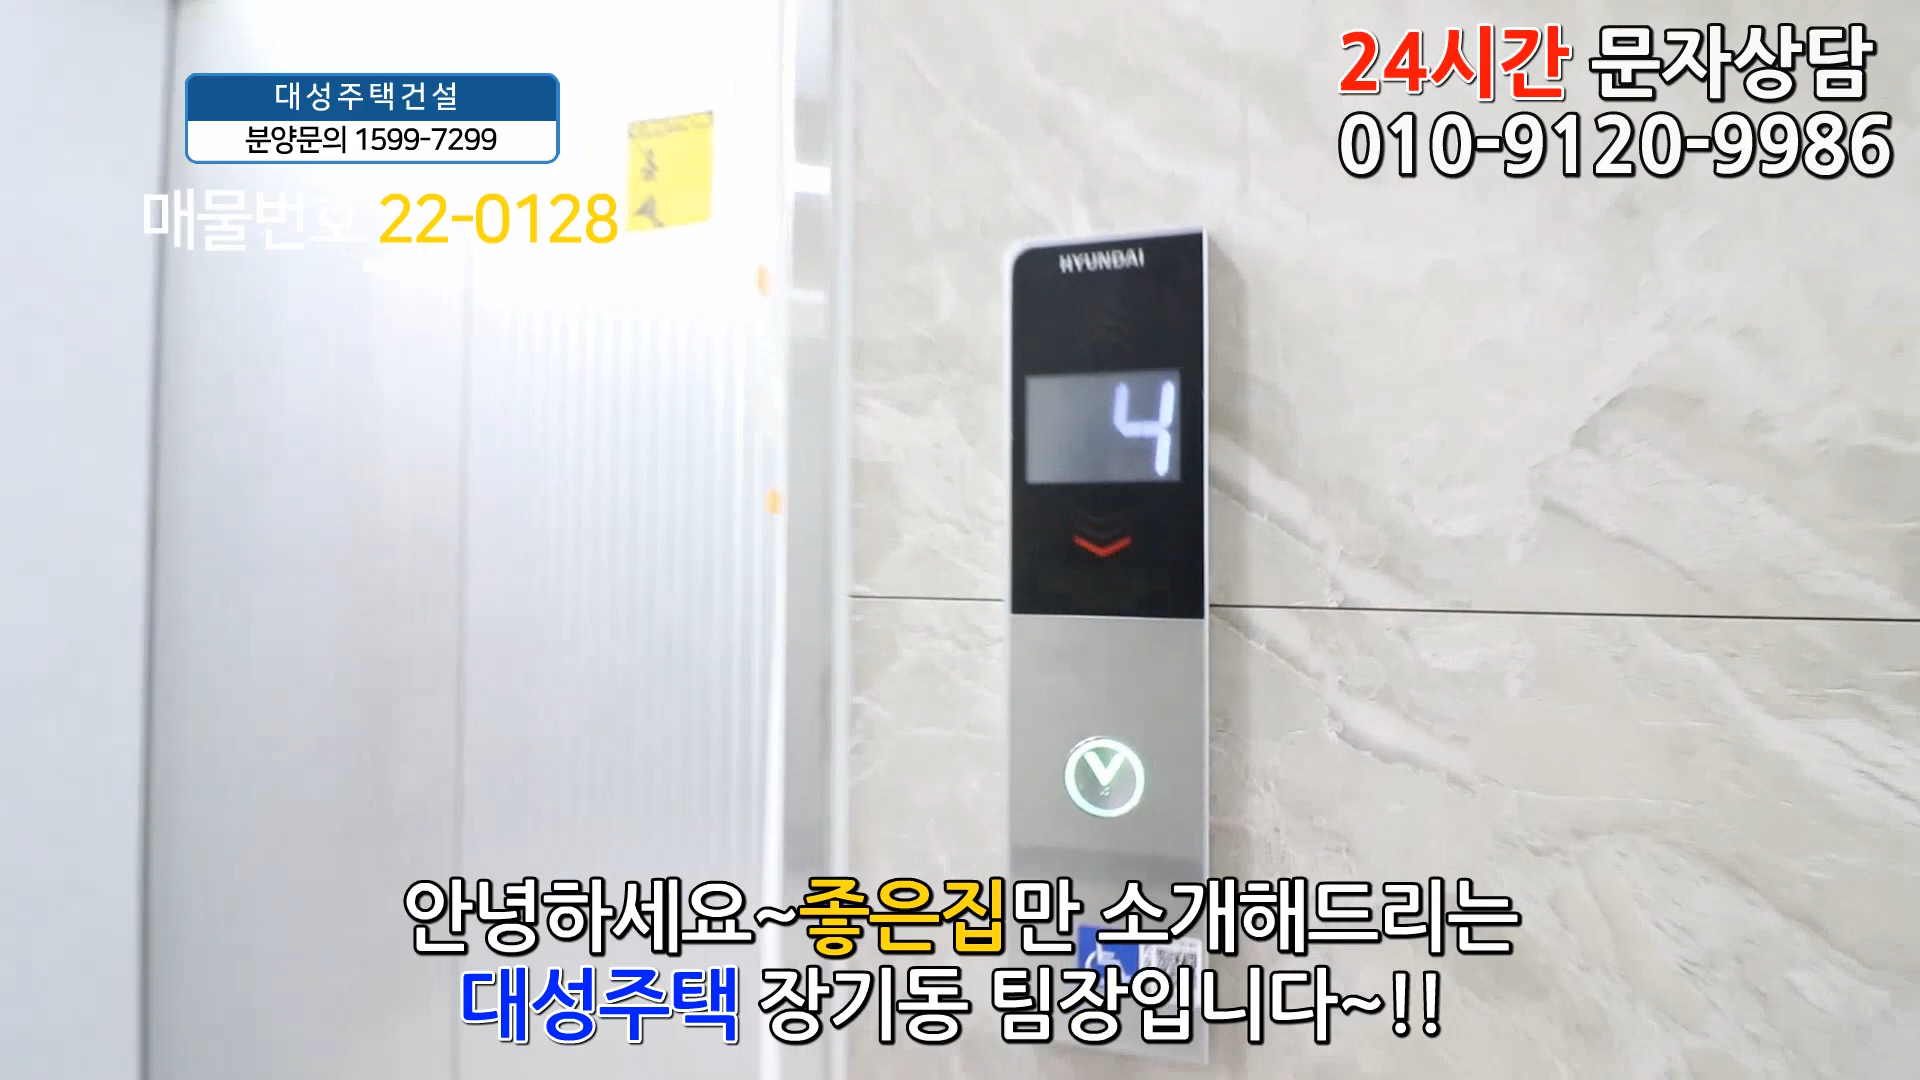 대성주택건설
분양문의 1599-7299
매물번호 22-0128
24시간 문자상담
010-9120-9986
HYUNDAI
4
안녕하세요~좋은집만 소개해드리는
대성주택 장기동 팀장입니다~!!